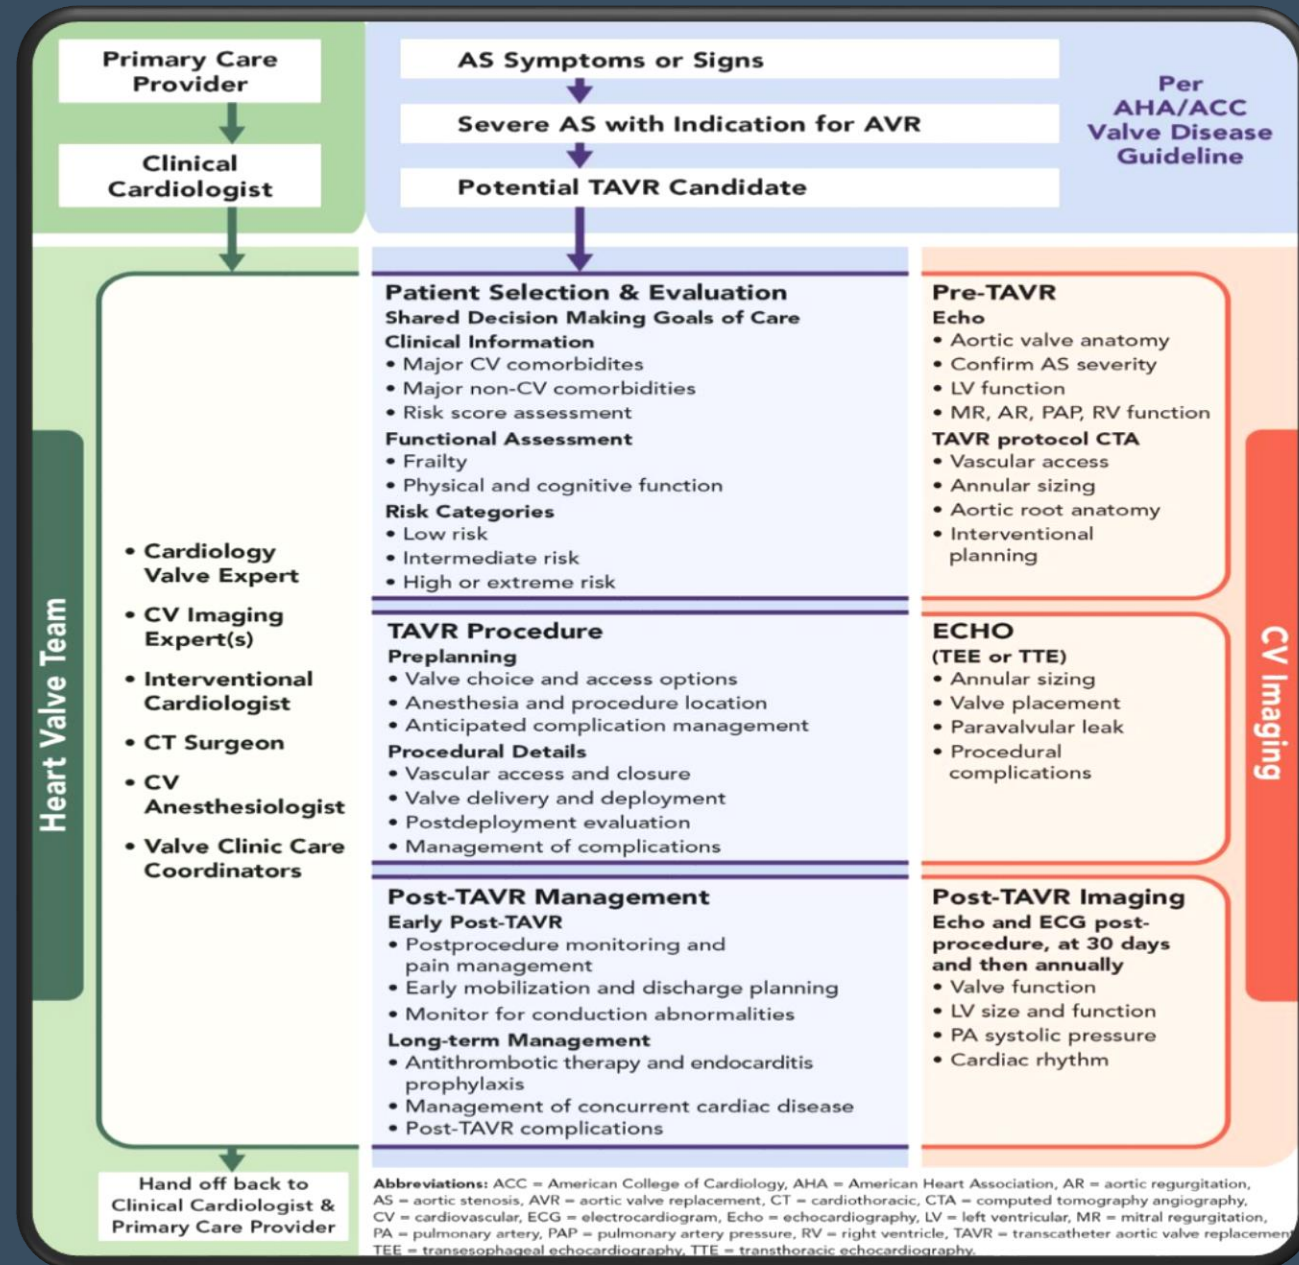 Primary Care
Provider
Clinical
Cardiologist
AS Symptoms or Signs
Severe AS with Indication for AVR
Potential TAVR Candidate
Per
AHA/ACC
Valve Disease
Guideline
Heart Valve Team
• Cardiology
Valve Expert
• CV Imaging
Expert(s)
• Interventional
Cardiologist
• CT Surgeon
• CV
Anesthesiologist
• Valve Clinic Care
Coordinators
Hand off back to
Clinical Cardiologist &
Primary Care Provider
Patient Selection & Evaluation
Shared Decision Making Goals of Care
Clinical Information
• Major CV comorbidites
• Major non-CV comorbidities
• Risk score assessment
Functional Assessment
• Frailty
• Physical and cognitive function
Risk Categories
• Low risk
• Intermediate risk
• High or extreme risk
TAVR Procedure
Preplanning
• Valve choice and access options
• Anesthesia and procedure location
• Anticipated complication management
Procedural Details
• Vascular access and closure
• Valve delivery and deployment
• Postdeployment evaluation
• Management of complications
Post-TAVR Management
Early Post-TAVR
• Postprocedure monitoring and
pain management
• Early mobilization and discharge planning
• Monitor for conduction abnormalities
Long-term Management
• Antithrombotic therapy and endocarditis
prophylaxis
• Management of concurrent cardiac disease
• Post-TAVR complications
Pre-TAVR
Echo
• Aortic valve anatomy
• Confirm AS severity
• LV function
• MR, AR, PAP, RV function
TAVR protocol CTA
• Vascular access
• Annular sizing
• Aortic root anatomy
• Interventional
planning
ECHO
(TEE or TTE)
• Annular sizing
• Valve placement
• Paravalvular leak
• Procedural
complications
Post-TAVR Imaging
Echo and ECG post-
procedure, at 30 days
and then annually
• Valve function
• LV size and function
• PA systolic pressure
• Cardiac rhythm
CV Imaging
Abbreviations: ACC = American College of Cardiology, AHA = American Heart Association, AR = aortic regurgitation,
AS = aortic stenosis, AVR = aortic valve replacement, CT = cardiothoracic, CTA = computed tomography angiography,
CV = cardiovascular, ECG = electrocardiogram, Echo = echocardiography, LV = left ventricular, MR = mitral regurgitation,
PA = pulmonary artery, PAP = pulmonary artery pressure, RV = right ventricle, TAVR = transcatheter aortic valve replacemen
TEE = transesophageal echocardiography, TTE = transthoracic echocardiography.